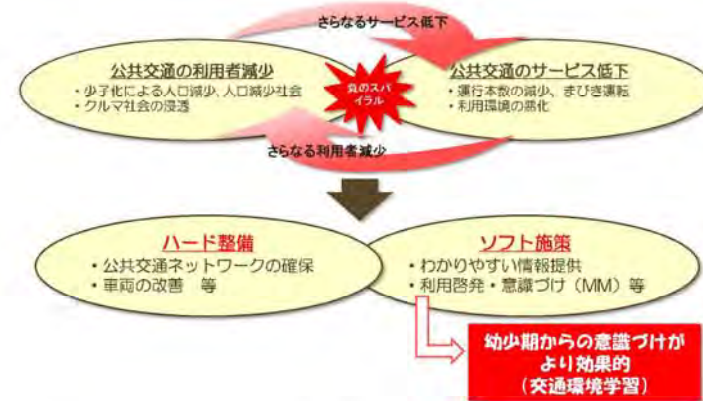 さらなるサービス低下
公共交通の利用者減少
・少子化による人口減少、人口減少社会
・クルマ社会の浸透
負のスパ
イラル
公共交通のサービス低下
・運行本数の減少、まびき運転
・利用環境の悪化
さらなる利用者減少
ハード整備
・公共交通ネットワークの確保
・車両の改善　等
ソフト施策
・わかりやすい情報提供
・利用啓発・意識づけ（MM）等
幼少期からの意識づけが
より効果的
(交通環境学習)